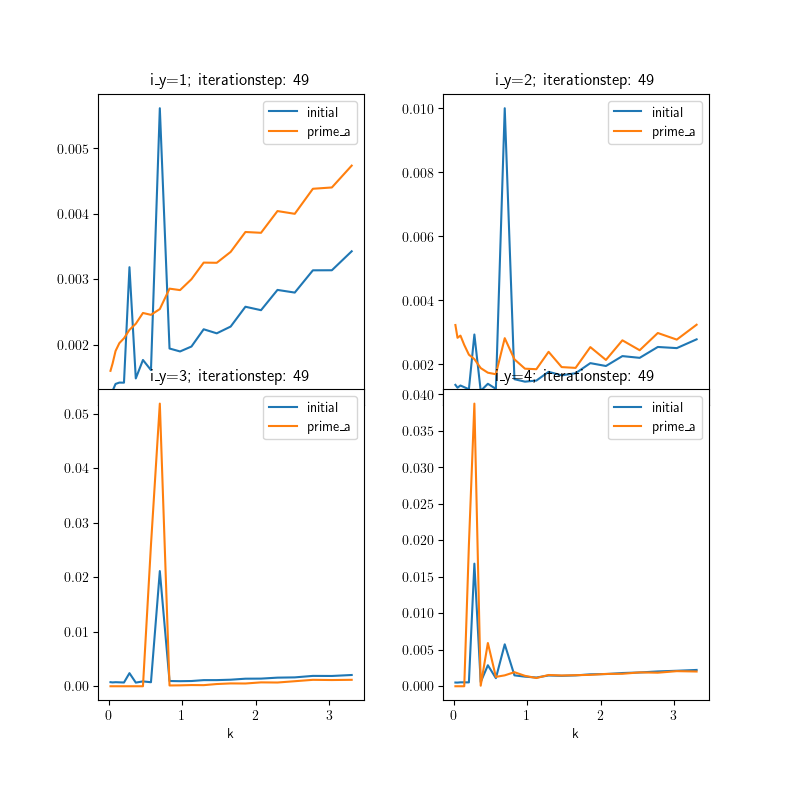 i_y=1; iterationstep: 49
initial
prime_a
0.005
0.004
0.003
0.002
i_y=2; iterationstep: 49
initial
prime_a
0.010
0.008
0.006
0.004
0.002
i_y=3; iterationstep: 49
initial
prime_a
0.05
0.04
0.03
0.02
0.01
0.00
0 1 2 3
k
i_y=4; iterationstep: 49
initial
prime_a
0.040
0.035
0.030
0.025
0.020
0.015
0.010
0.005
0.000
0 1 2 3
k